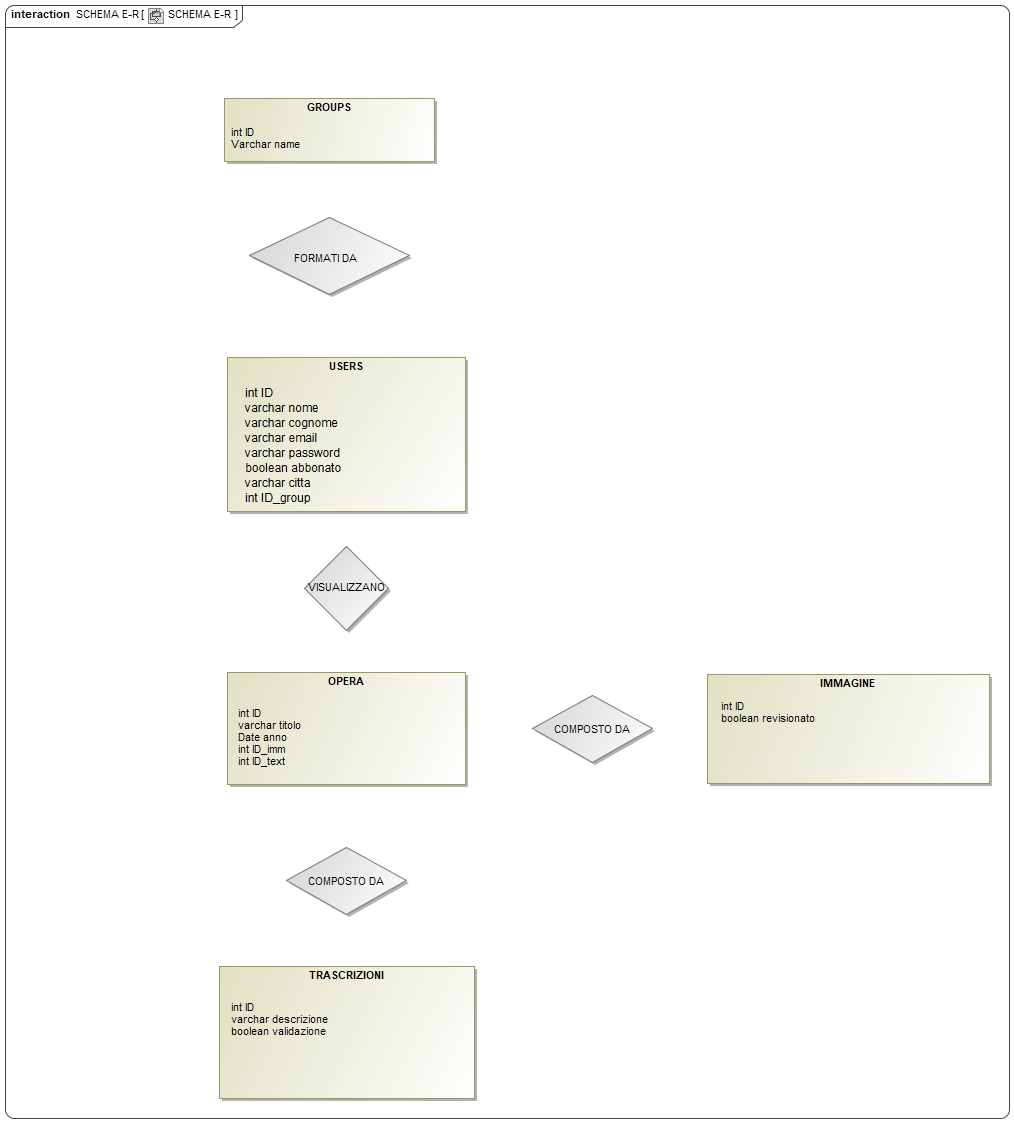 interaction SCHEMA E-R [ SCHEMA E-R ]
GROUPS
int ID
Varchar name
FORMATI DA
USERS
int ID
varchar nome
varchar cognome
varchar email
varchar password
boolean abbonato
varchar citta
int ID_group
VISUALIZZANO
OPERA
int ID
varchar titolo
Date anno
int ID_imm
int ID_text
COMPOSTO DA
IMMAGINE
int ID
boolean revisionato
COMPOSTO DA
TRASCRIZIONI
int ID
varchar descrizione
boolean validazione